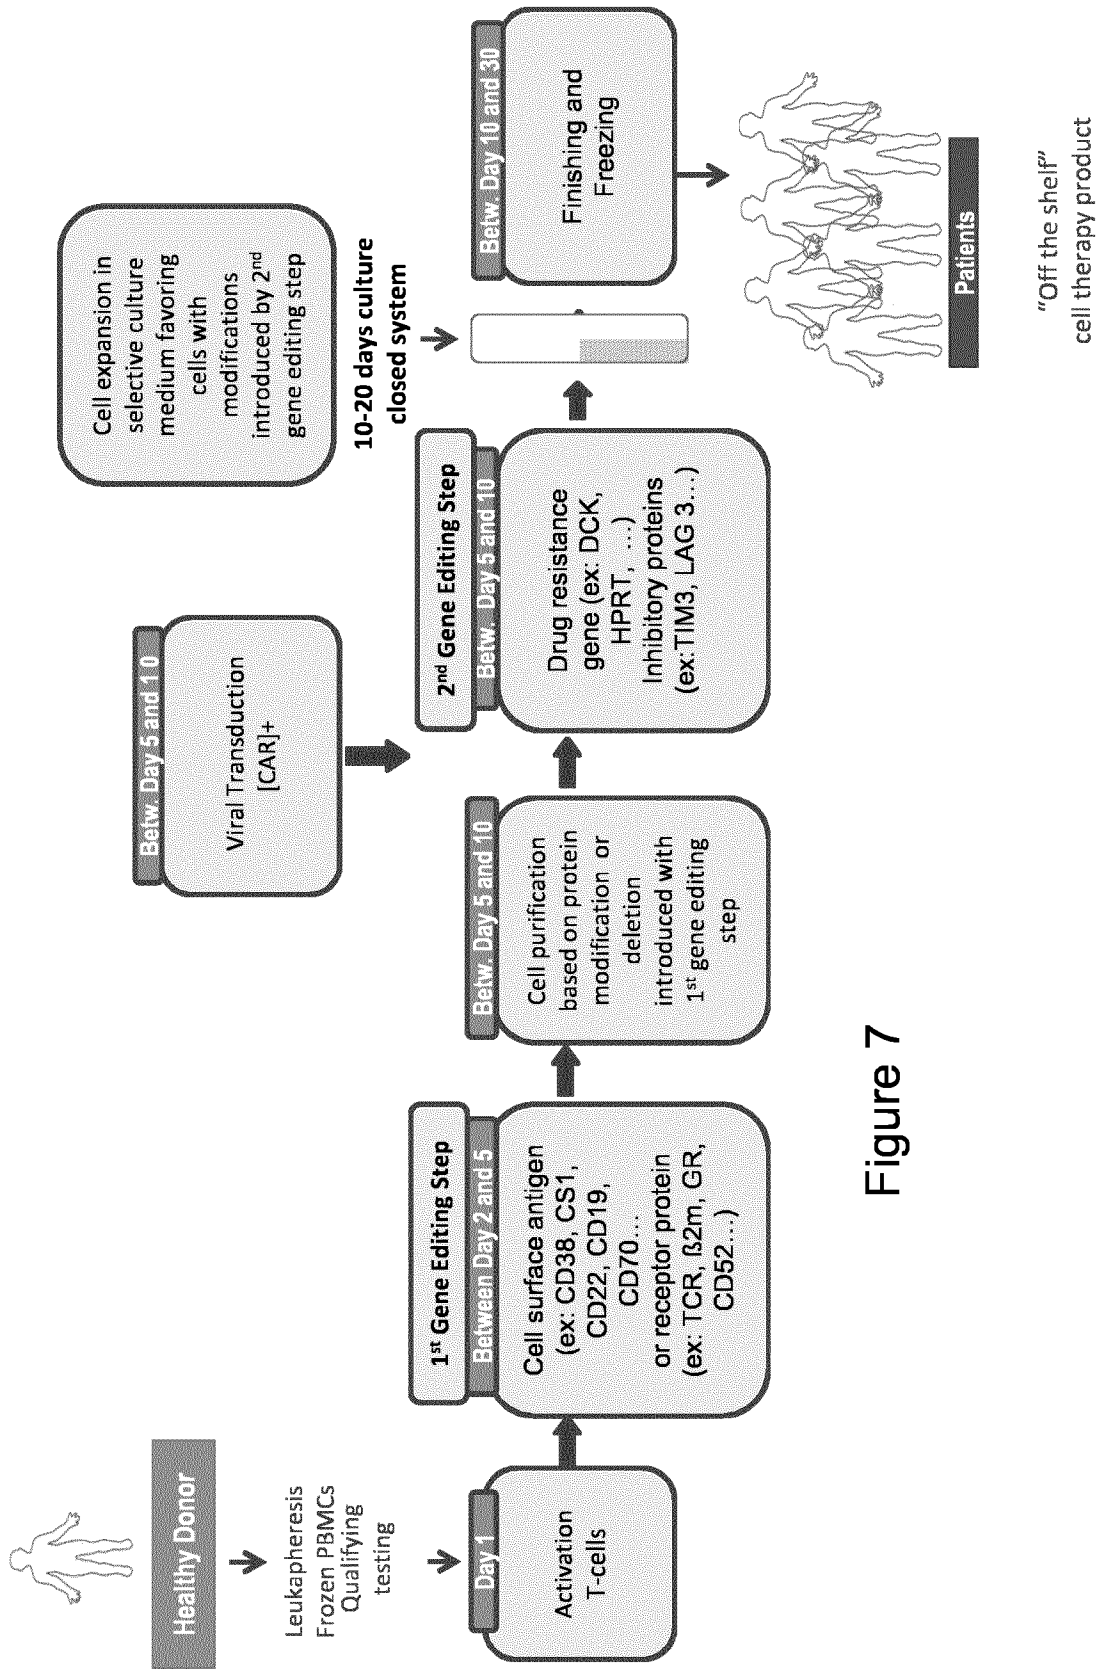 Healthy Donor
Leukapheresis
Frozen PBMCs
Qualifying
testing
Day 1
Activation
T-cells
1st Gene Editing Step
Between Day 2 and 5
Cell surface antigen
(ex: CD38, CS1,
CD22, CD19,
CD70…
or receptor protein
(ex: TCR, ß2m, GR,
CD52…)
Betw. Day 5 and 10
Cell purification
based on protein
modification or
deletion
introduced with
1st gene editing
step
Betw. Day 5 and 1 0
Viral Transduction
[CAR]+
2nd Gene Editing Step
Betw. Day 5 and 10
Drug resistance
gene (ex: DCK,
HPRT, …)
Inhibitory proteins
(ex:TIM3, LAG 3…)
Cell expansion in
selective culture
medium favoring
cells with
modifications
introduced by 2nd
gene editing step
10-20 days culture
closed system
Betw. Day 10 and 30
Finishing and
Freezing
Patients
"Off the shelf"
cell therapy product
Figure 7